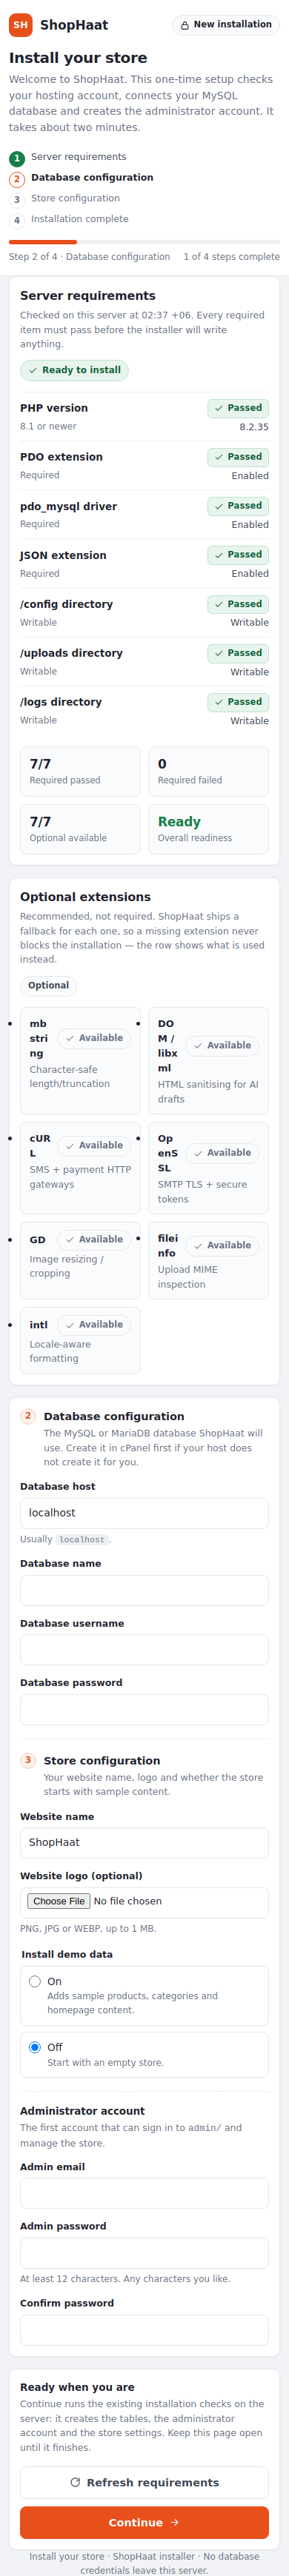 SH ShopHaat New installation
Install your store
Welcome to ShopHaat. This one-time setup checks
your hosting account, connects your MySQL
database and creates the administrator account. It
takes about two minutes.
1 Server requirements
2 Database configuration
3 Store configuration
4 Installation complete
Step 2 of 4 · Database configuration 1 of 4 steps complete
Server requirements
Checked on this server at 02:37 +06. Every required
item must pass before the installer will write
anything.
Ready to install
PHP version Passed
8.1 or newer 8.2.35
PDO extension Passed
Required Enabled
pdo_mysql driver Passed
Required Enabled
JSON extension Passed
Required Enabled
/config directory Passed
Writable Writable
/uploads directory Passed
Writable Writable
/logs directory Passed
Writable Writable
7/7
Required passed
0
Required failed
7/7
Optional available
Ready
Overall readiness
Optional extensions
Recommended, not required. ShopHaat ships a
fallback for each one, so a missing extension never
blocks the installation — the row shows what is used
instead.
Optional
mb
stri
ng
Available
Character-safe
length/truncation
DO
M /
libx
ml
Available
HTML sanitising for AI
drafts
cUR
L
Available
SMS + payment HTTP
gateways
Op
enS
SL
Available
SMTP TLS + secure
tokens
GD Available
Image resizing /
cropping
filei
nfo
Available
Upload MIME
inspection
intl Available
Locale-aware
formatting
2 Database configuration
The MySQL or MariaDB database ShopHaat will
use. Create it in cPanel first if your host does
not create it for you.
Database host
localhost
Usually localhost.
Database name
Database username
Database password
3 Store configuration
Your website name, logo and whether the store
starts with sample content.
Website name
ShopHaat
Website logo (optional)
Choose File No file chosen
PNG, JPG or WEBP, up to 1 MB.
Install demo data
On
Adds sample products, categories and
homepage content.
Off
Start with an empty store.
Administrator account
The first account that can sign in to admin/ and
manage the store.
Admin email
Admin password
At least 12 characters. Any characters you like.
Confirm password
Ready when you are
Continue runs the existing installation checks on the
server: it creates the tables, the administrator
account and the store settings. Keep this page open
until it finishes.
Refresh requirements
Continue →
Install your store · ShopHaat installer · No database
credentials leave this server.